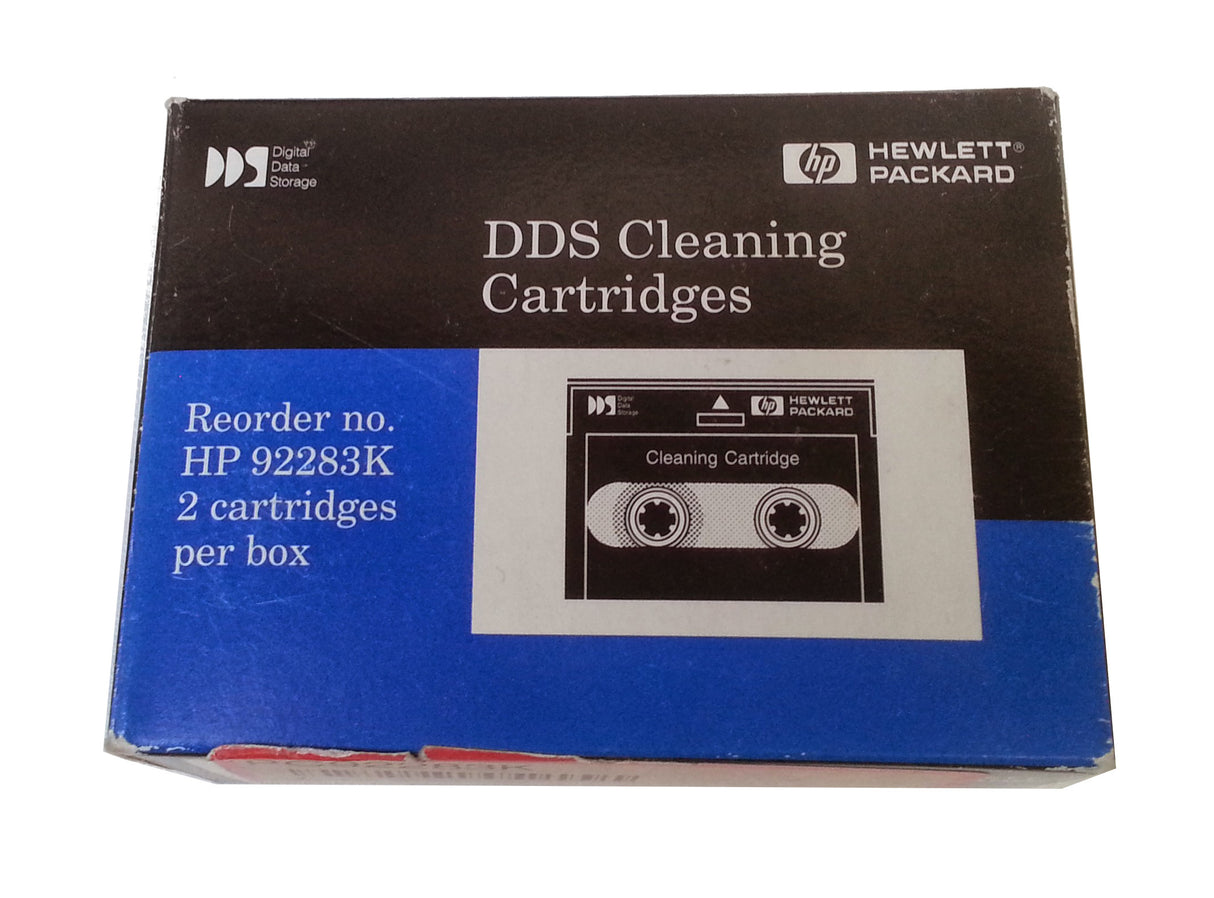 DDS Digital™
Data
Storage
hp HEWLETT®
PACKARD
DDS Cleaning
Cartridges
Reorder no.
HP 92283K
2 cartridges
per box
DDS Digital
Data
Storage
hp HEWLETT
PACKARD
Cleaning Cartridge